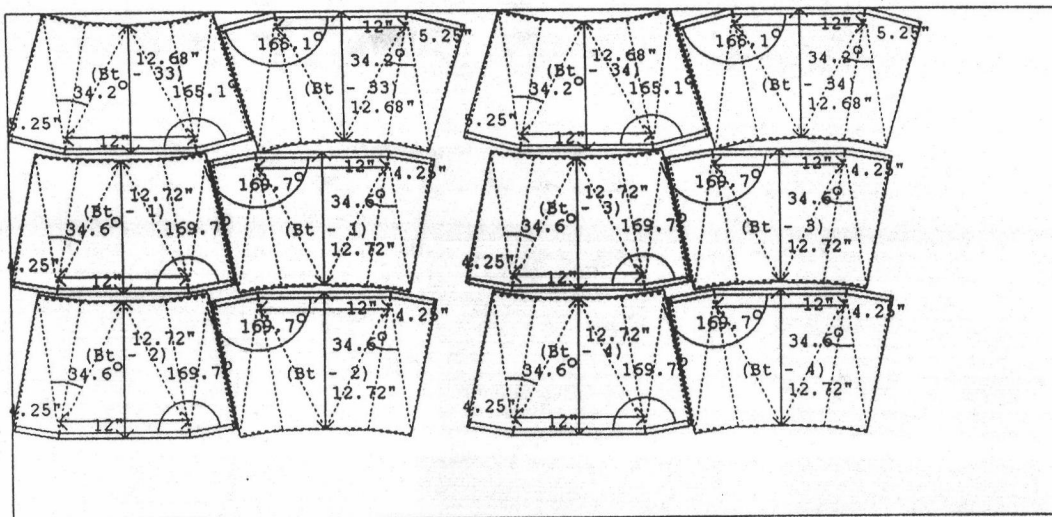 12" 5.25" 12" 5.25"
12.68" 166.1° 12.68" 166.1°
34.2° 34.2°
(Bt - 33) (Bt - 34)
34.2° 165.1° (Bt - 33) 34.2° 165.1° (Bt - 34)
12.68" 12.68"
5.25" 5.25"
12" 12"
12" 4.25" 12" 4.25"
12.72" 169.7° 12.72" 169.7°
34.6° 34.6°
(Bt - 1) (Bt - 3)
34.6° 169.7° (Bt - 1) 34.6° 169.7° (Bt 3)
12.72" 12.72"
4.25" 4.25"
12" 12"
12" 4.25" 12" 4.25"
12.72" 169.7° 12.72" 169.7°
34.6° 34.6°
(Bt - 2) (Bt - 4)
34.6° 169.7° (Bt - 2) 34.6 169.7° (Bt - 4)
12.72" 12.72"
4.25" 4.25"
12" 12"